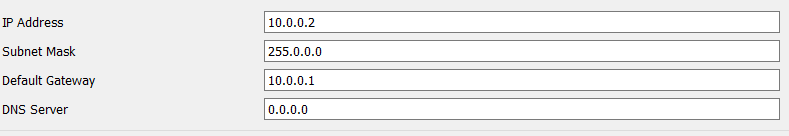 IP Address 10.0.0.2
Subnet Mask 255.0.0.0
Default Gateway 10.0.0.1
DNS Server 0.0.0.0